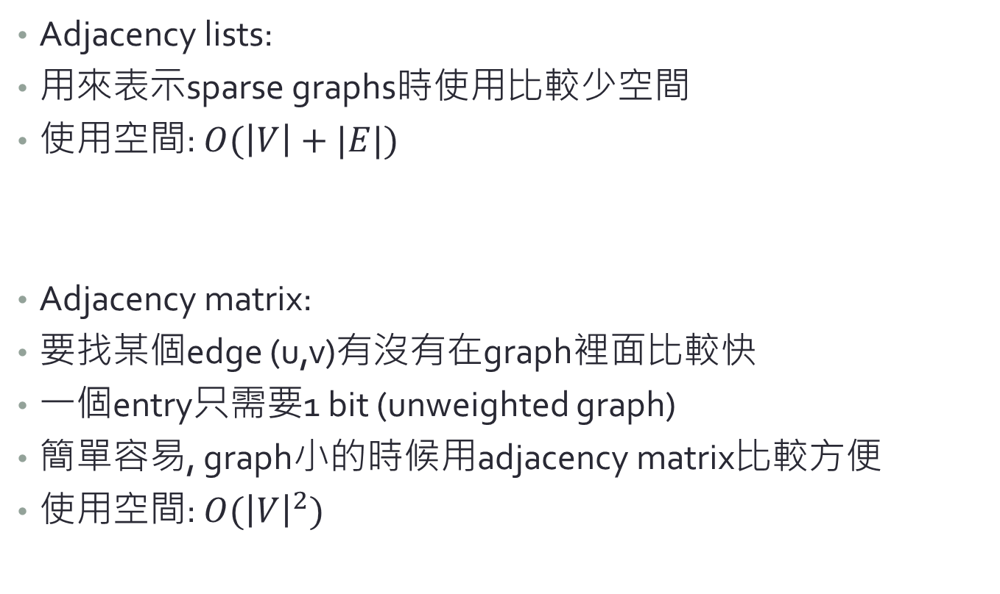 • Adjacency lists:
• 用來表示sparse graphs時使用比較少空間
• 使用空間: O(|V| + |E|)
• Adjacency matrix:
• 要找某個edge (u,v)有沒有在graph裡面比較快
• 一個entry只需要1 bit (unweighted graph)
• 簡單容易, graph小的時候用adjacency matrix比較方便
• 使用空間: O(|V|²)